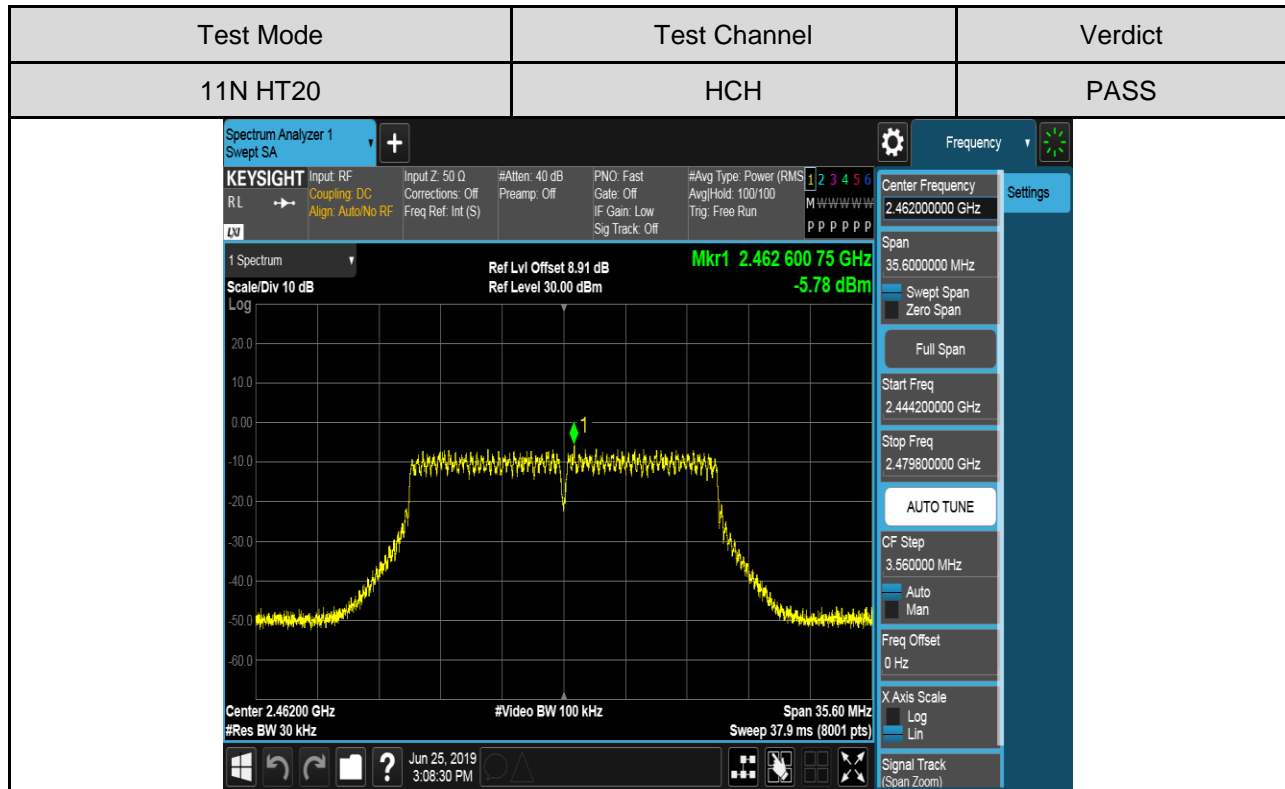 Test Mode Test Channel Verdict
11N HT20 HCH PASS
Spectrum Analyzer 1
Swept SA
+
Frequency
KEYSIGHT Input: RF Input Z: 50 Ω #Atten: 40 dB PNO: Fast #Avg Type: Power (RMS 1 2 3 4 5 6
RL Coupling: DC Corrections: Off Preamp: Off Gate: Off Avg|Hold: 100/100 M W W W W W
Align: Auto/No RF Freq Ref: Int (S) IF Gain: Low Trig: Free Run
LXI Sig Track: Off P P P P P P
Center Frequency
2.462000000 GHz
Settings
1 Spectrum Ref Lvl Offset 8.91 dB Mkr1 2.462 600 75 GHz
Scale/Div 10 dB Ref Level 30.00 dBm -5.78 dBm
Log
20.0
10.0
0.00
1
-10.0
-20.0
-30.0
-40.0
-50.0
-60.0
Center 2.46200 GHz #Video BW 100 kHz Span 35.60 MHz
#Res BW 30 kHz Sweep 37.9 ms (8001 pts)
Span
35.6000000 MHz
Swept Span
Zero Span
Full Span
Start Freq
2.444200000 GHz
Stop Freq
2.479800000 GHz
AUTO TUNE
CF Step
3.560000 MHz
Auto
Man
Freq Offset
0 Hz
X Axis Scale
Log
Lin
Signal Track
(Span Zoom)
? Jun 25, 2019
3:08:30 PM